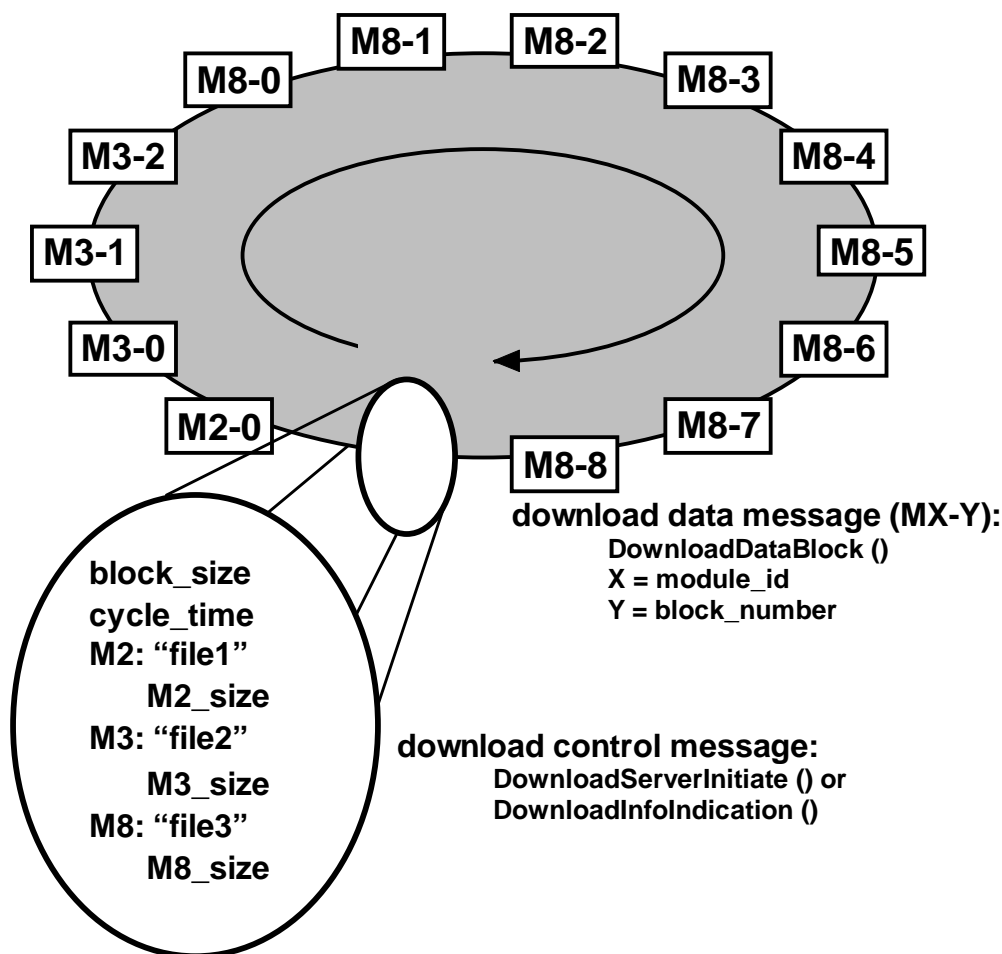 M8-1
M8-2
M8-0
M8-3
M3-2
M8-4
M3-1
M8-5
M3-0
M8-6
M2-0
M8-7
M8-8
download data message (MX-Y):
DownloadDataBlock ()
X = module_id
Y = block_number
block_size
cycle_time
M2: “file1”
M2_size
M3: “file2”
M3_size
M8: “file3”
M8_size
download control message:
DownloadServerInitiate () or
DownloadInfoIndication ()